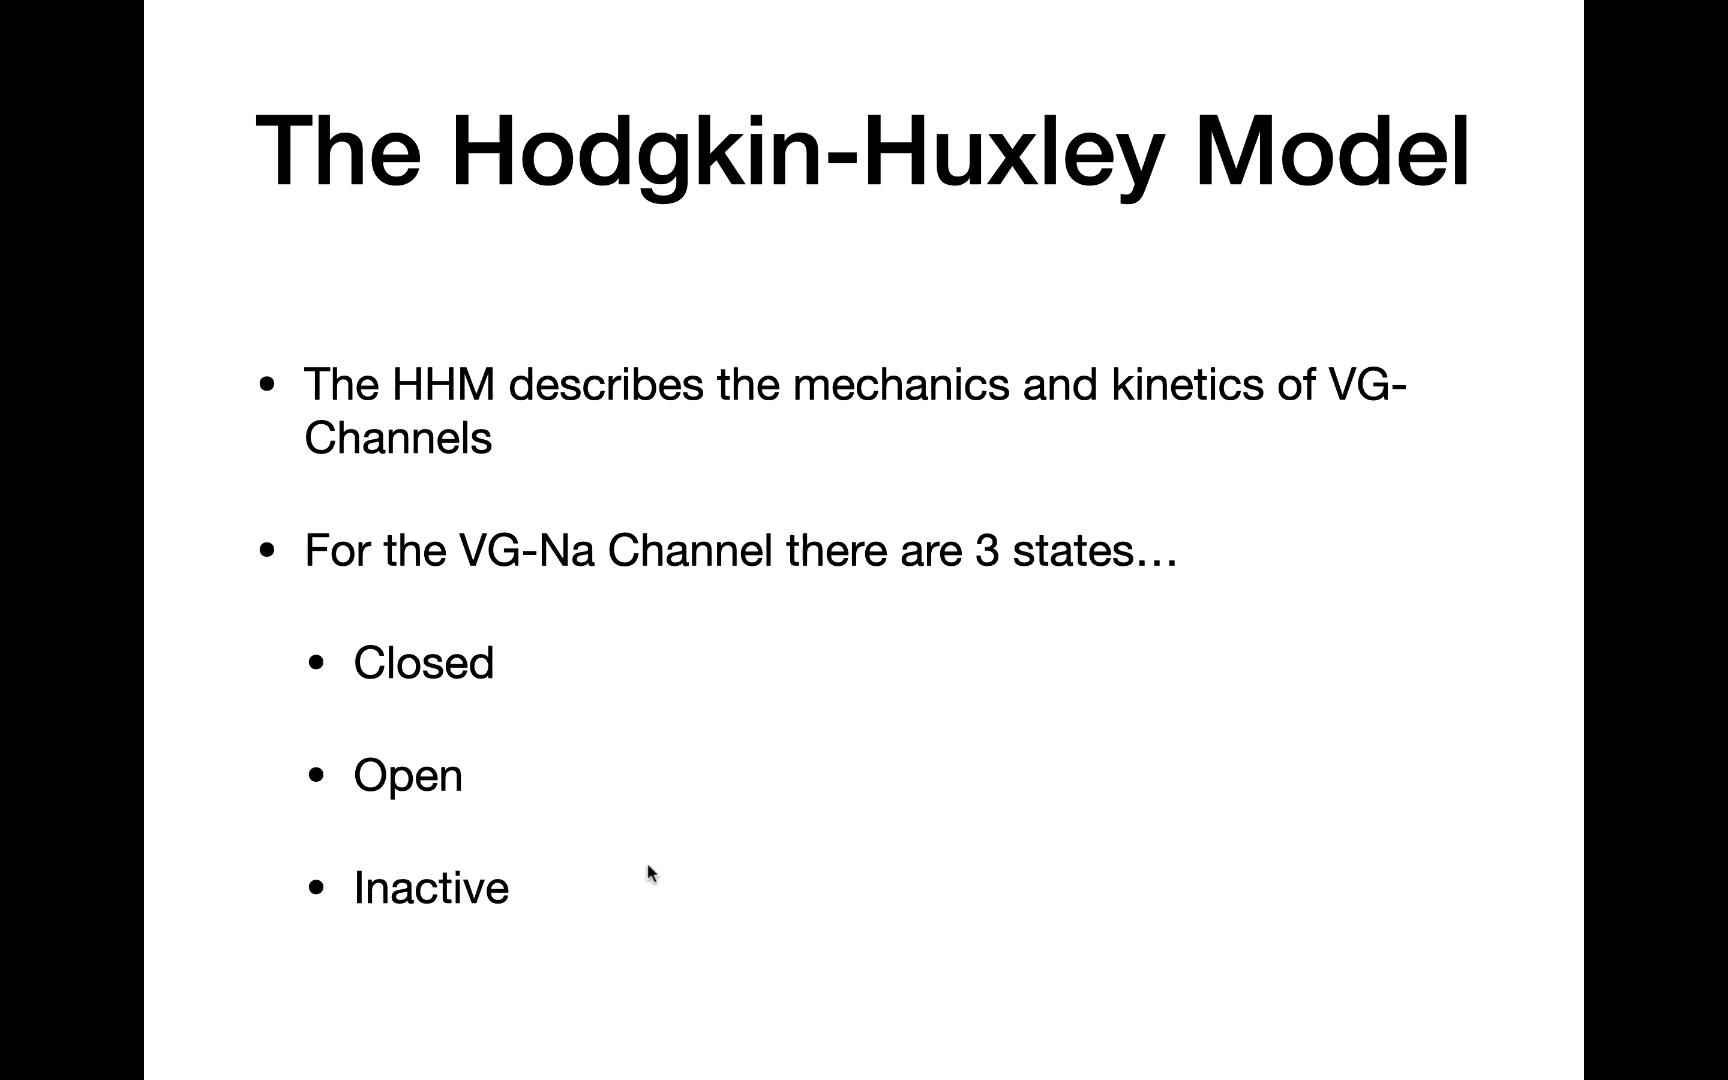 The Hodgkin-Huxley Model
• The HHM describes the mechanics and kinetics of VG-
Channels
• For the VG-Na Channel there are 3 states…
• Closed
• Open
• Inactive